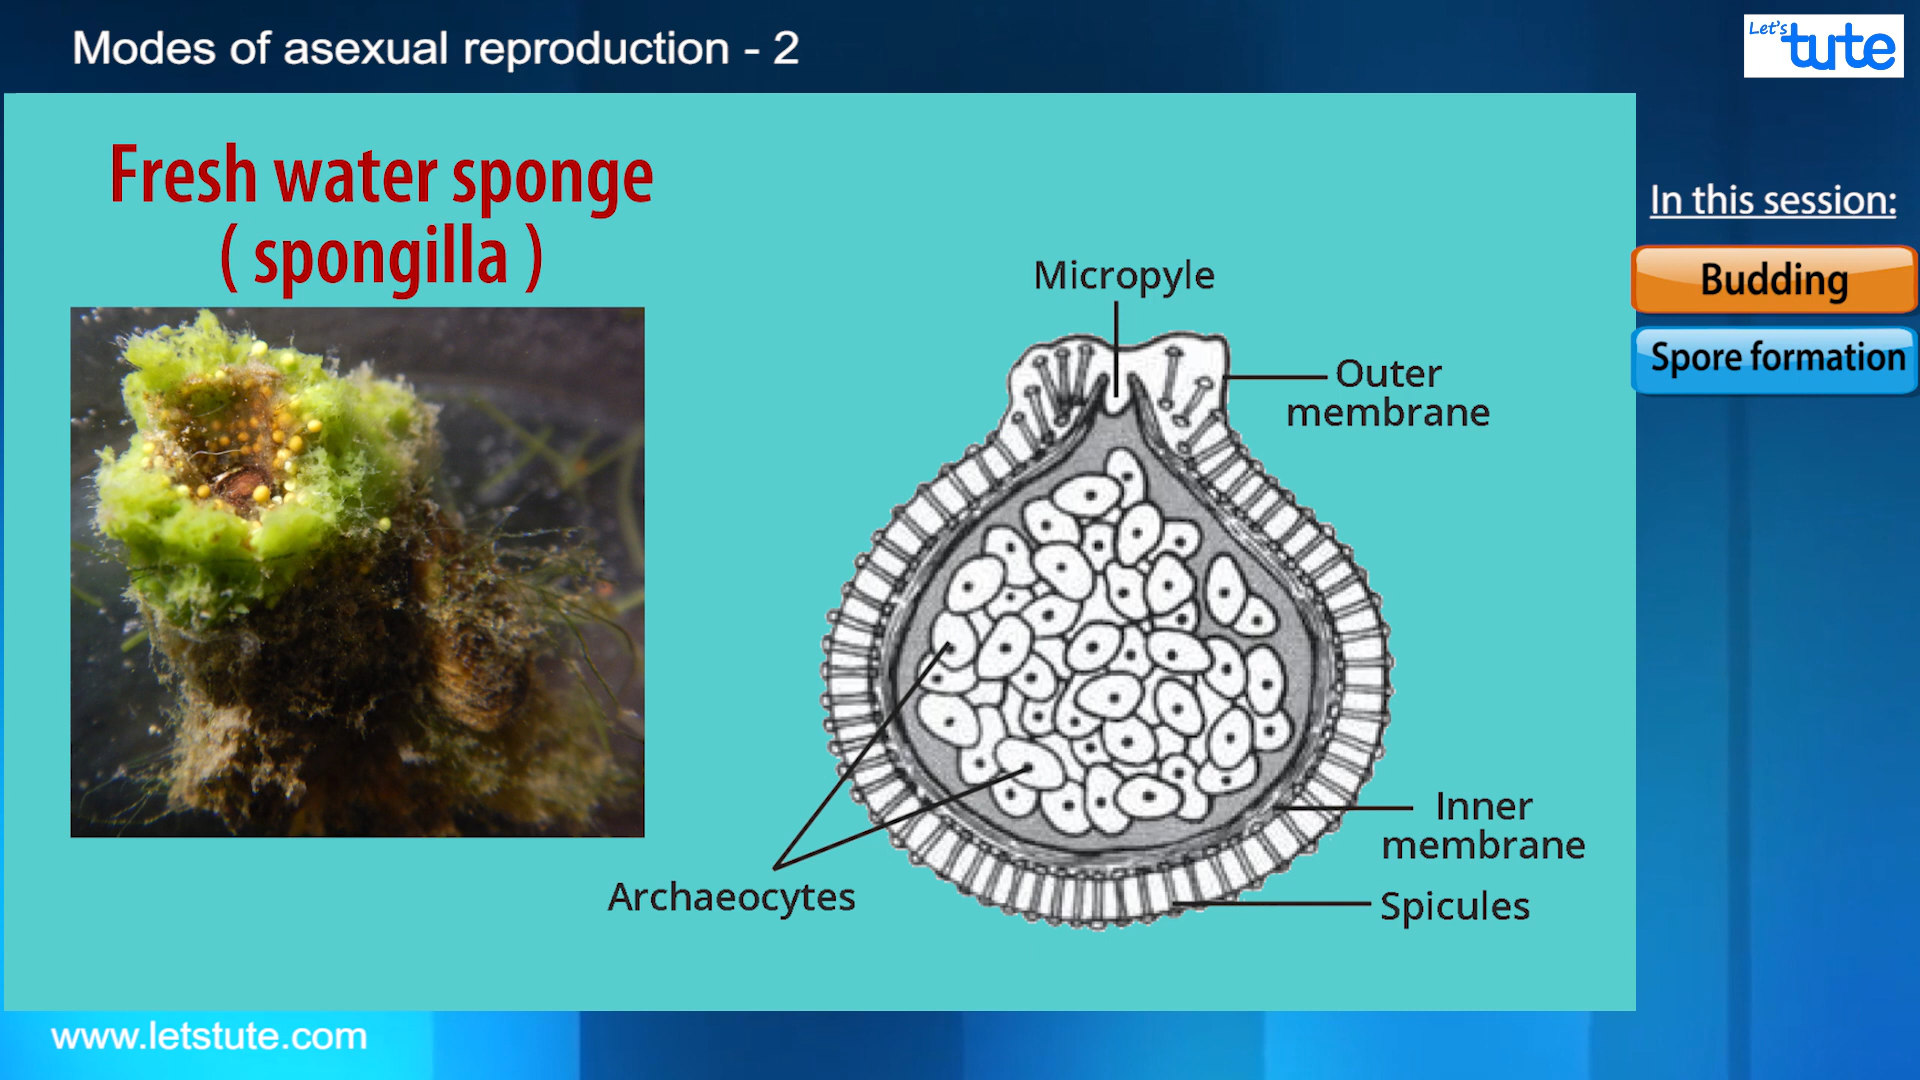 Modes of asexual reproduction - 2
Let's tute
Fresh water sponge
( spongilla )
In this session:
Budding
Spore formation
Micropyle
Outer
membrane
Inner
membrane
Spicules
Archaeocytes
www.letstute.com